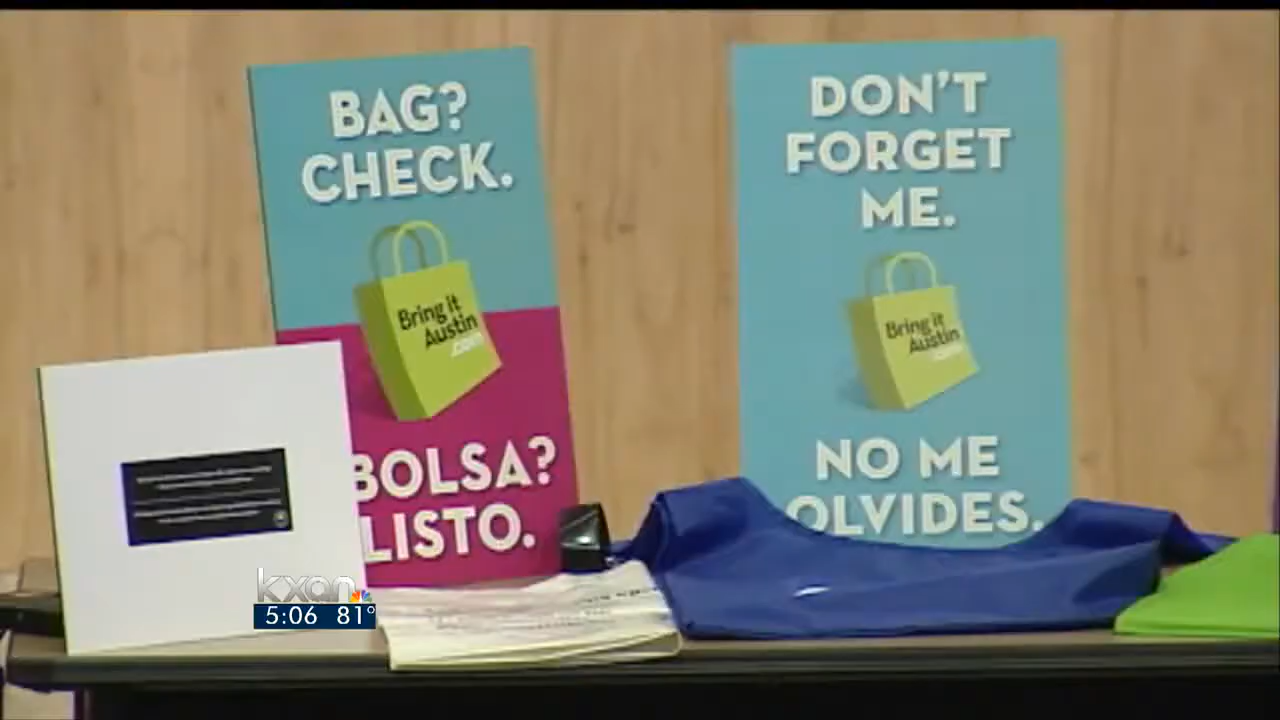 BAG?
CHECK.
Bring it
Austin
.com
BOLSA?
LISTO.
DON'T
FORGET
ME.
Bring it
Austin
.com
NO ME
OLVIDES.
kxan
5:06 81°